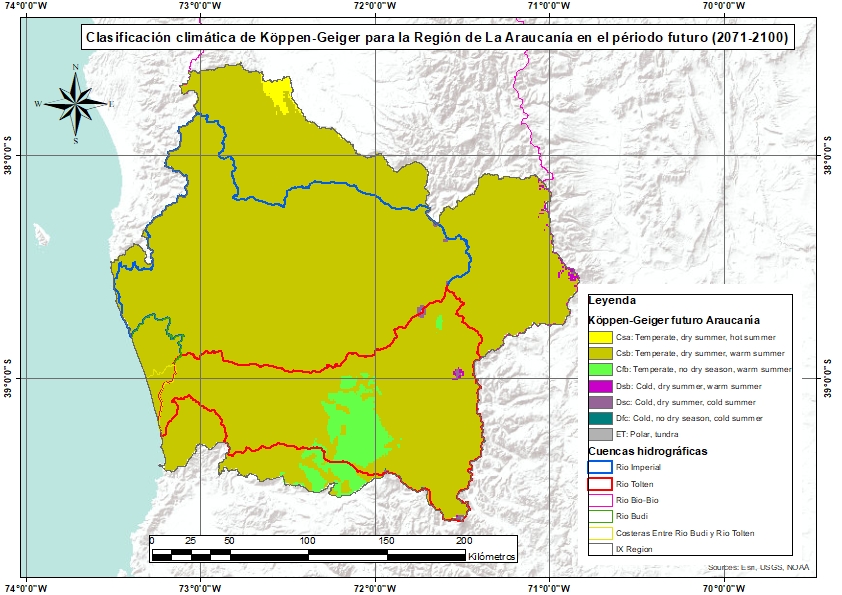 74°0'0"W 73°0'0"W 72°0'0"W 71°0'0"W 70°0'0"W
Clasificación climática de Köppen-Geiger para la Región de La Araucanía en el périodo futuro (2071-2100)
N
W E
S
38°0'0"S 38°0'0"S
39°0'0"S 39°0'0"S
Leyenda
Köppen-Geiger futuro Araucanía
Csa: Temperate, dry summer, hot summer
Csb: Temperate, dry summer, warm summer
Cfb: Temperate, no dry season, warm summer
Dsb: Cold, dry summer, warm summer
Dsc: Cold, dry summer, cold summer
Dfc: Cold, no dry season, cold summer
ET: Polar, tundra
Cuencas hidrográficas
Rio Imperial
Rio Tolten
Rio Bio-Bio
Rio Budi
Costeras Entre Rio Budi y Rio Tolten
IX Region
0 25 50 100 150 200
Kilómetros
Sources: Esri, USGS, NOAA
74°0'0"W 73°0'0"W 72°0'0"W 71°0'0"W 70°0'0"W